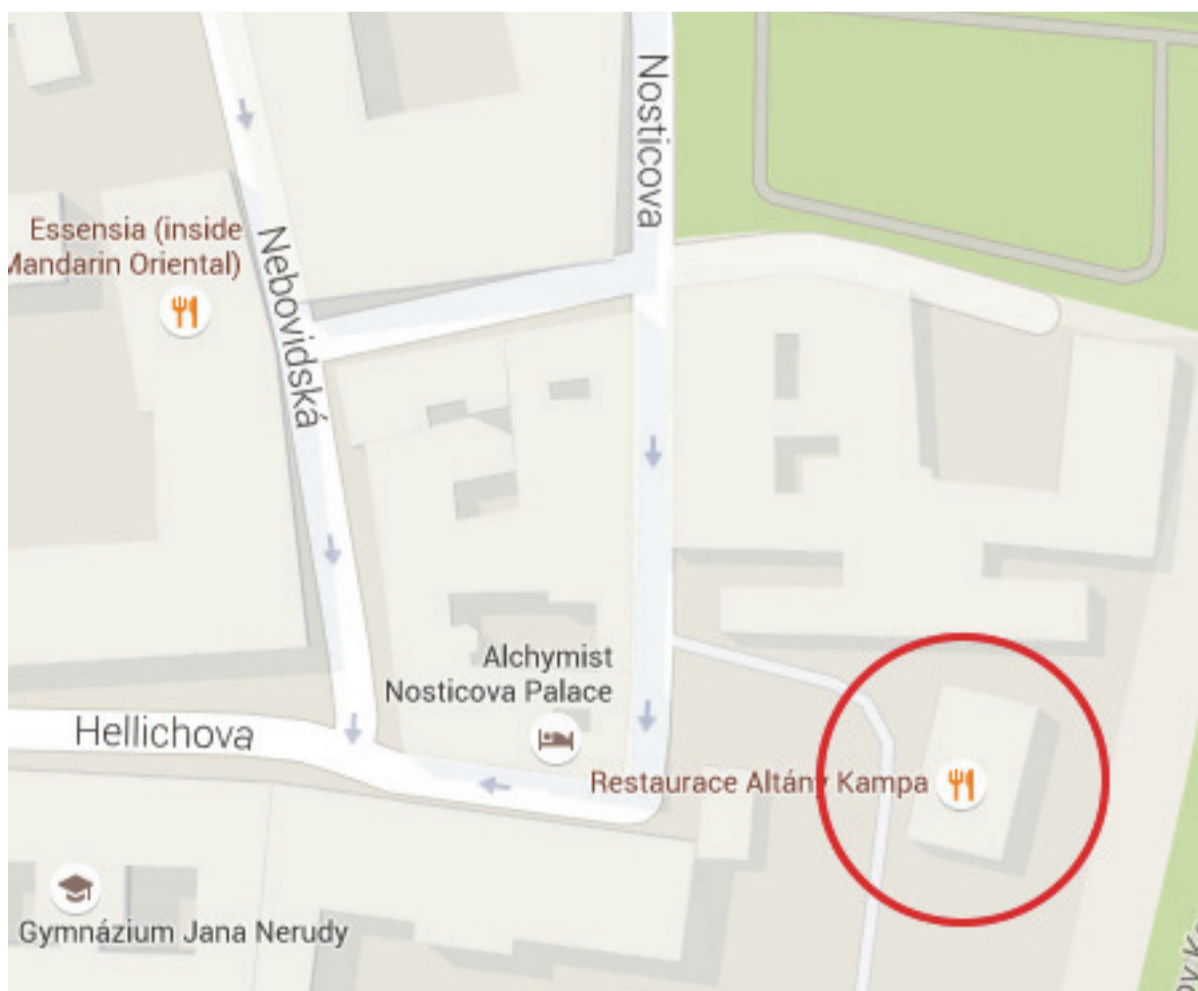 Nosticova
Essensia (inside
Mandarin Oriental)
Nebovidská
Alchymist
Nosticova Palace
Hellichova
Restaurace Altány Kampa
Gymnázium Jana Nerudy